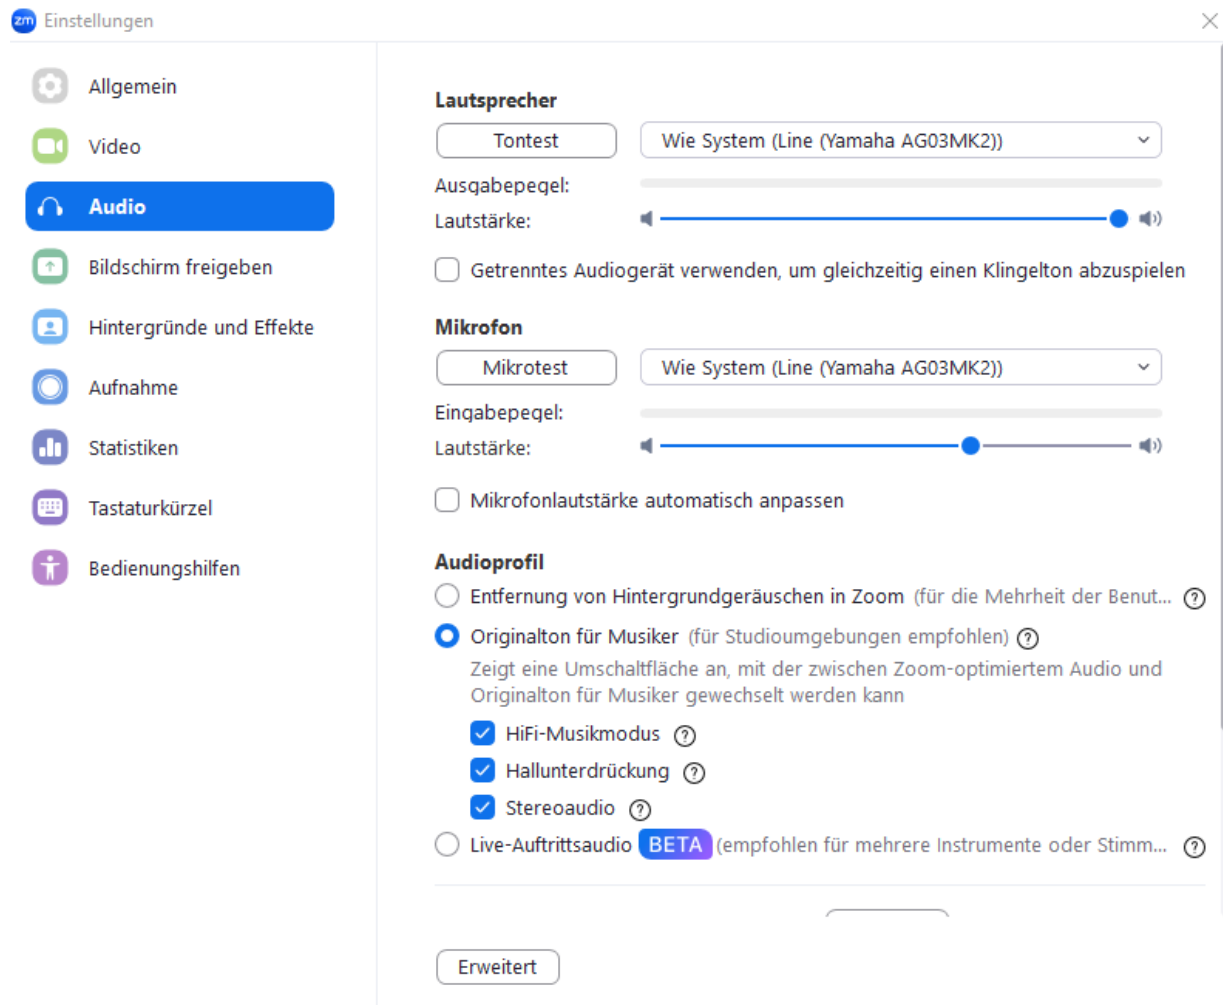 zm Einstellungen
Allgemein
Video
Audio
Bildschirm freigeben
Hintergründe und Effekte
Aufnahme
Statistiken
Tastaturkürzel
Bedienungshilfen
Lautsprecher
Tontest Wie System (Line (Yamaha AG03MK2))
Ausgabepegel:
Lautstärke:
Getrenntes Audiogerät verwenden, um gleichzeitig einen Klingelton abzuspielen
Mikrofon
Mikrotest Wie System (Line (Yamaha AG03MK2))
Eingabepegel:
Lautstärke:
Mikrofonlautstärke automatisch anpassen
Audioprofil
Entfernung von Hintergrundgeräuschen in Zoom (für die Mehrheit der Benut... ?
Originalton für Musiker (für Studioumgebungen empfohlen) ?
Zeigt eine Umschaltfläche an, mit der zwischen Zoom-optimiertem Audio und
Originalton für Musiker gewechselt werden kann
HiFi-Musikmodus ?
Hallunterdrückung ?
Stereoaudio ?
Live-Auftrittsaudio BETA (empfohlen für mehrere Instrumente oder Stimm... ?
Erweitert